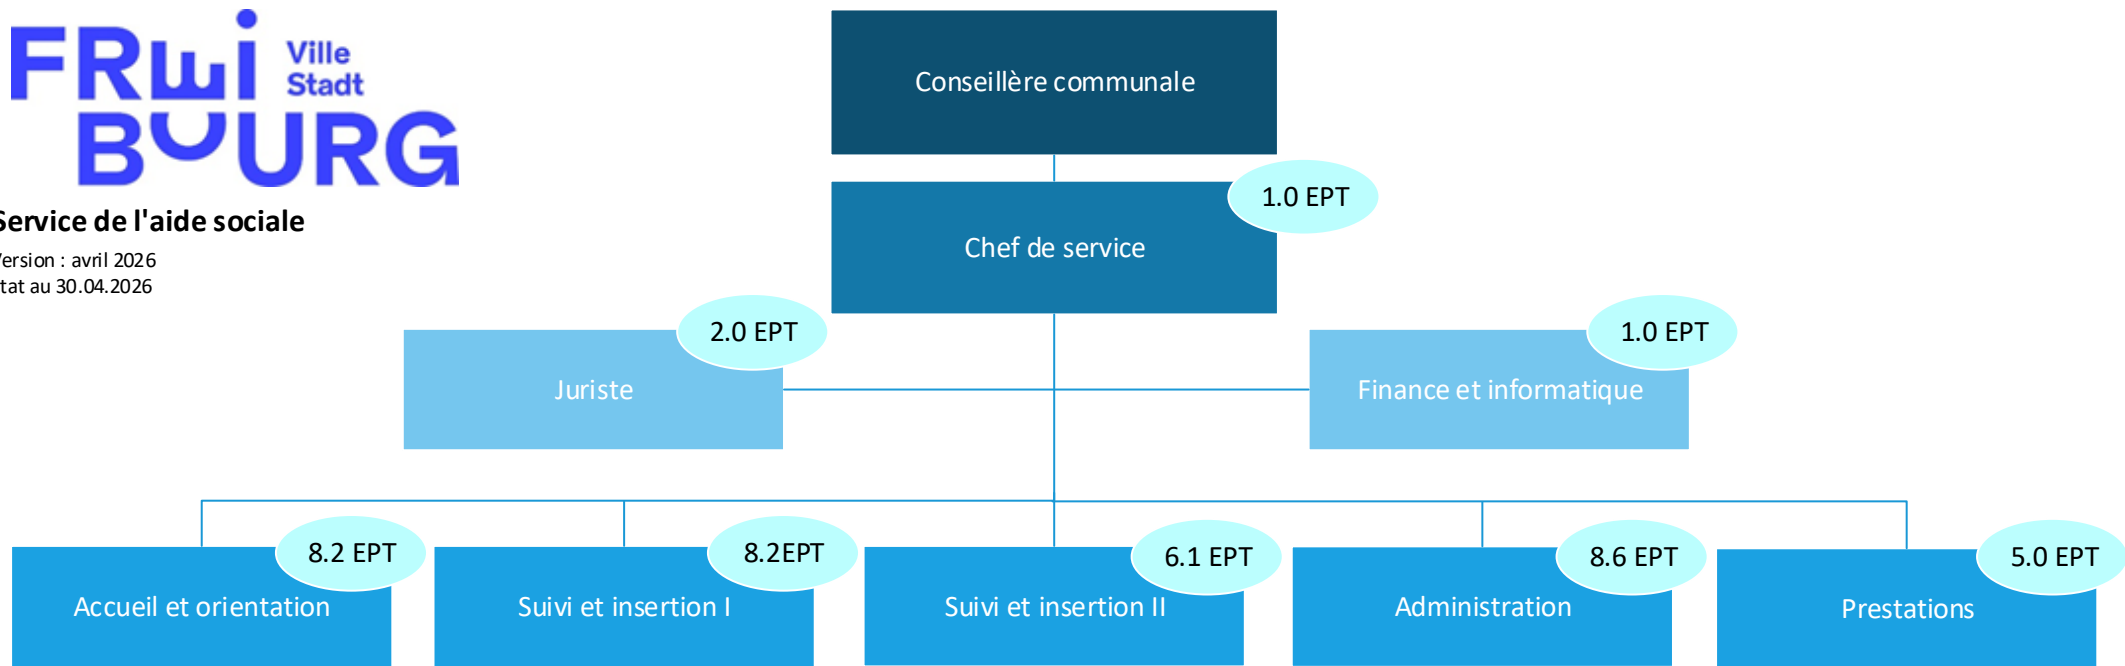 FREI Ville
Stadt
BOURG
Service de l'aide sociale
Version : avril 2026
tat au 30.04.2026
Conseillère communale
1.0 EPT
Chef de service
2.0 EPT
Juriste
1.0 EPT
Finance et informatique
8.2 EPT
Accueil et orientation
8.2EPT
Suivi et insertion I
6.1 EPT
Suivi et insertion II
8.6 EPT
Administration
5.0 EPT
Prestations